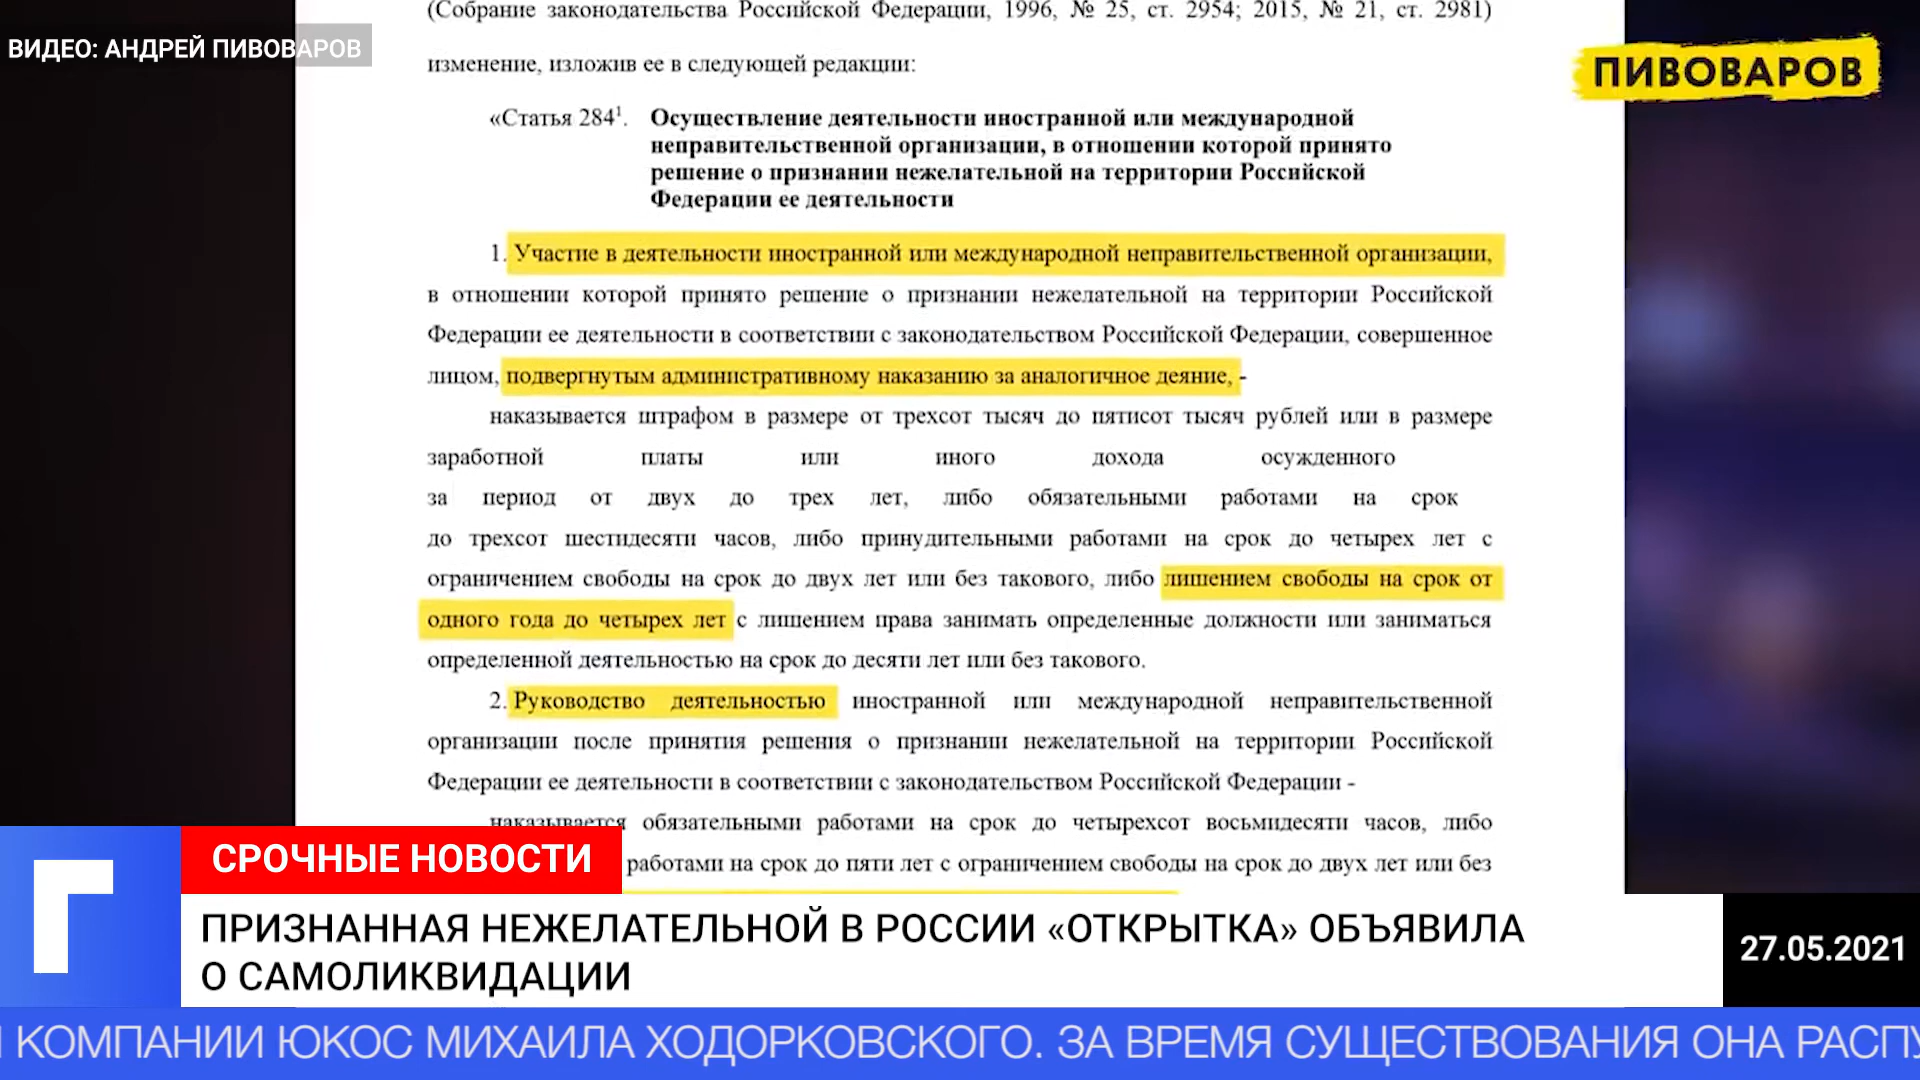 (Собрание законодательства Российской Федерации, 1996, № 25, ст. 2954; 2015, № 21, ст. 2981)
ВИДЕО: АНДРЕЙ ПИВОВАРОВ
ПИВОВАРОВ
изменение, изложив ее в следующей редакции:
«Статья 284¹. Осуществление деятельности иностранной или международной
неправительственной организации, в отношении которой принято
решение о признании нежелательной на территории Российской
Федерации ее деятельности
1. Участие в деятельности иностранной или международной неправительственной организации,
в отношении которой принято решение о признании нежелательной на территории Российской
Федерации ее деятельности в соответствии с законодательством Российской Федерации, совершенное
лицом, подвергнутым административному наказанию за аналогичное деяние, -
наказывается штрафом в размере от трехсот тысяч до пятисот тысяч рублей или в размере
заработной платы или иного дохода осужденного
за период от двух до трех лет, либо обязательными работами на срок
до трехсот шестидесяти часов, либо принудительными работами на срок до четырех лет с
ограничением свободы на срок до двух лет или без такового, либо лишением свободы на срок от
одного года до четырех лет с лишением права занимать определенные должности или заниматься
определенной деятельностью на срок до десяти лет или без такового.
2. Руководство деятельностью иностранной или международной неправительственной
организации после принятия решения о признании нежелательной на территории Российской
Федерации ее деятельности в соответствии с законодательством Российской Федерации -
наказывается обязательными работами на срок до четырехсот восьмидесяти часов, либо
работами на срок до пяти лет с ограничением свободы на срок до двух лет или без
Г
СРОЧНЫЕ НОВОСТИ
ПРИЗНАННАЯ НЕЖЕЛАТЕЛЬНОЙ В РОССИИ «ОТКРЫТКА» ОБЪЯВИЛА
О САМОЛИКВИДАЦИИ
27.05.2021
КОМПАНИИ ЮКОС МИХАИЛА ХОДОРКОВСКОГО. ЗА ВРЕМЯ СУЩЕСТВОВАНИЯ ОНА РАСПУ